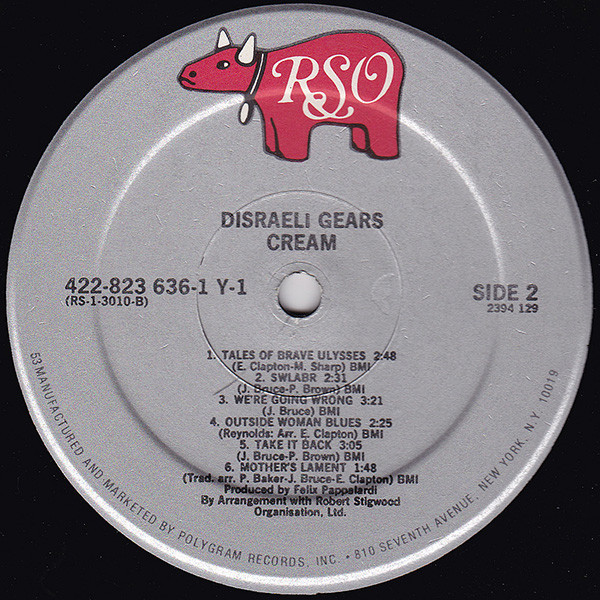 RSO
DISRAELI GEARS
CREAM
422-823 636-1 Y-1
(RS-1-3010-B)
SIDE 2
2394 129
1. TALES OF BRAVE ULYSSES 2:48
(E. Clapton-M. Sharp) BMI
2. SWLABR 2:31
(J. Bruce-P. Brown) BMI
3. WE'RE GOING WRONG 3:21
(J. Bruce) BMI
4. OUTSIDE WOMAN BLUES 2:25
(Reynolds: Arr. E. Clapton) BMI
5. TAKE IT BACK 3:05
(J. Bruce-P. Brown) BMI
6. MOTHER'S LAMENT 1:48
(Trad. arr. P. Baker-J. Bruce-E. Clapton) BMI
Produced by Felix Pappalardi
By Arrangement with Robert Stigwood
Organisation, Ltd.
53 MANUFACTURED AND MARKETED BY POLYGRAM RECORDS, INC. • 810 SEVENTH AVENUE, NEW YORK, N.Y. 10019